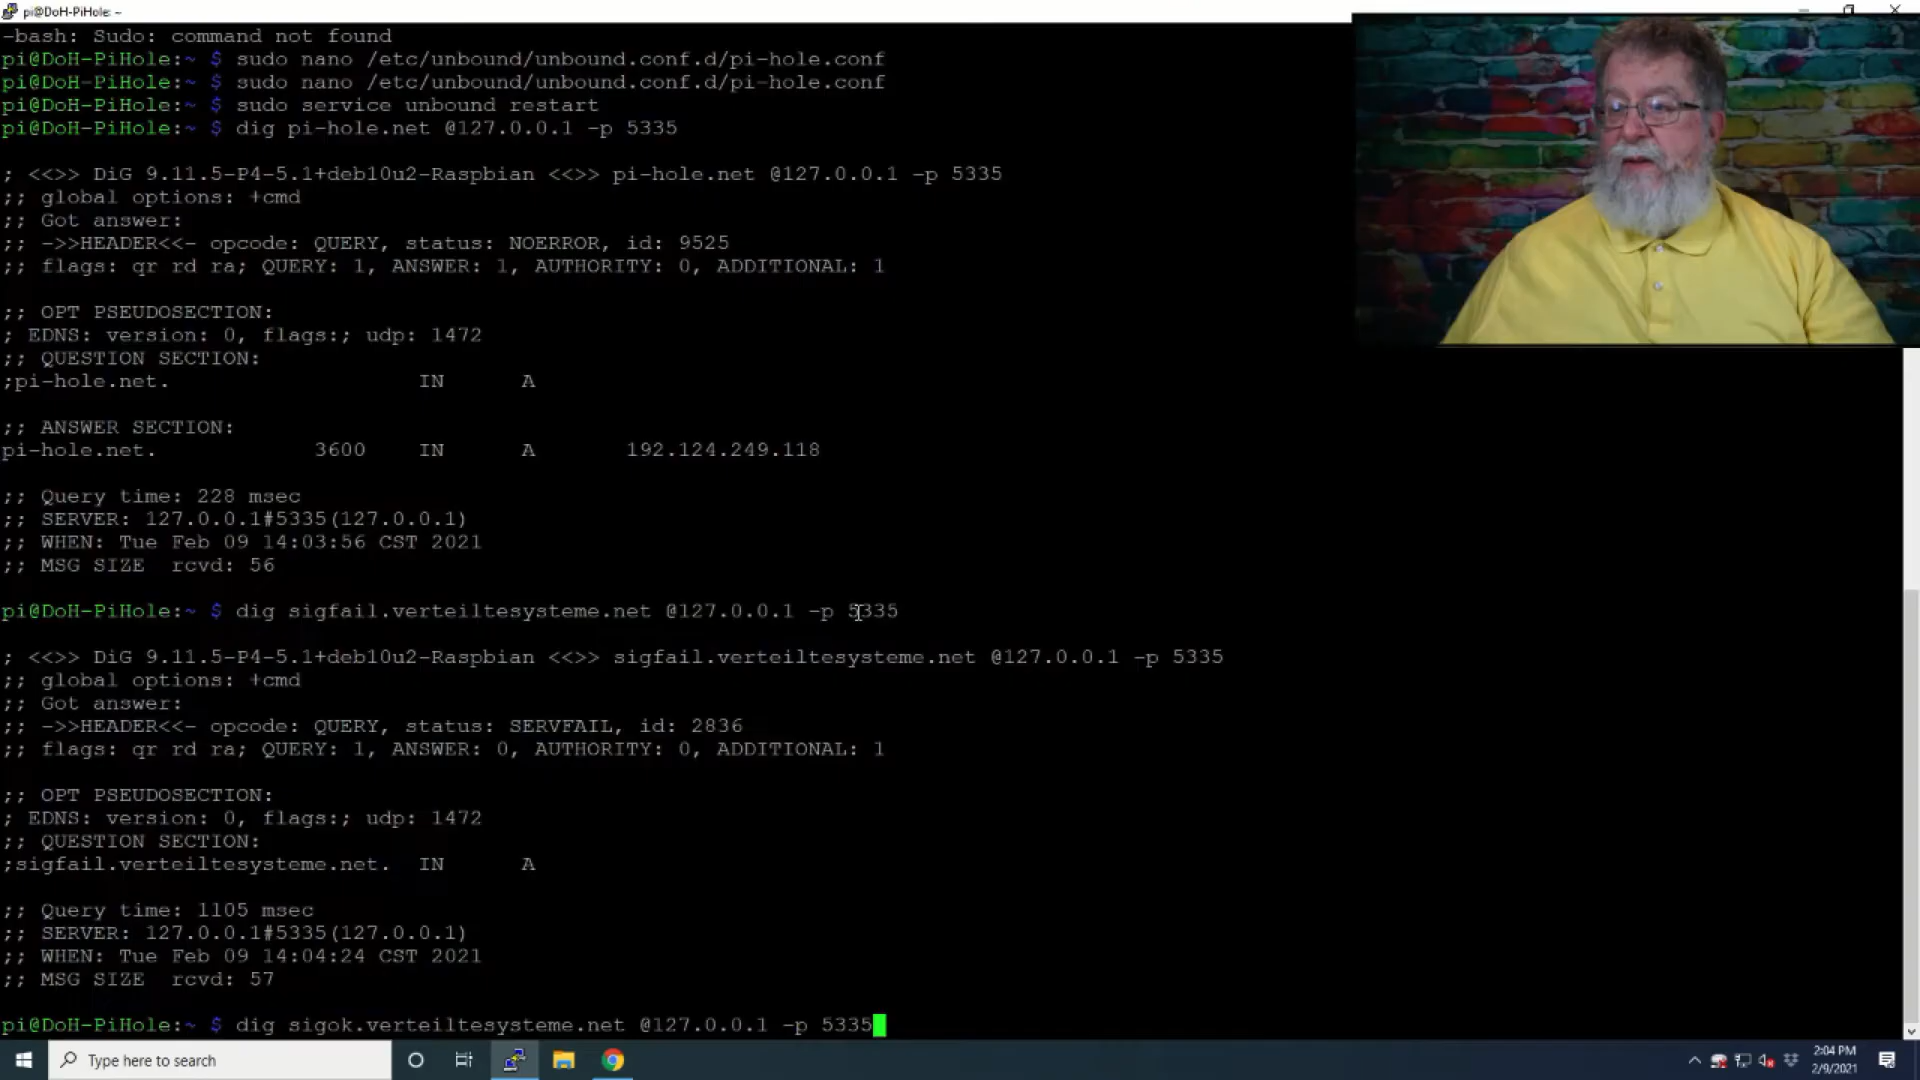 pi@DoH-PiHole: ~
-bash: Sudo: command not found
pi@DoH-PiHole:~ $ sudo nano /etc/unbound/unbound.conf.d/pi-hole.conf
pi@DoH-PiHole:~ $ sudo nano /etc/unbound/unbound.conf.d/pi-hole.conf
pi@DoH-PiHole:~ $ sudo service unbound restart
pi@DoH-PiHole:~ $ dig pi-hole.net @127.0.0.1 -p 5335
; <<>> DiG 9.11.5-P4-5.1+deb10u2-Raspbian <<>> pi-hole.net @127.0.0.1 -p 5335
;; global options: +cmd
;; Got answer:
;; ->>HEADER<<- opcode: QUERY, status: NOERROR, id: 9525
;; flags: qr rd ra; QUERY: 1, ANSWER: 1, AUTHORITY: 0, ADDITIONAL: 1
;; OPT PSEUDOSECTION:
; EDNS: version: 0, flags:; udp: 1472
;; QUESTION SECTION:
;pi-hole.net. IN A
;; ANSWER SECTION:
pi-hole.net. 3600 IN A 192.124.249.118
;; Query time: 228 msec
;; SERVER: 127.0.0.1#5335(127.0.0.1)
;; WHEN: Tue Feb 09 14:03:56 CST 2021
;; MSG SIZE rcvd: 56
pi@DoH-PiHole:~ $ dig sigfail.verteiltesysteme.net @127.0.0.1 -p 5335
; <<>> DiG 9.11.5-P4-5.1+deb10u2-Raspbian <<>> sigfail.verteiltesysteme.net @127.0.0.1 -p 5335
;; global options: +cmd
;; Got answer:
;; ->>HEADER<<- opcode: QUERY, status: SERVFAIL, id: 2836
;; flags: qr rd ra; QUERY: 1, ANSWER: 0, AUTHORITY: 0, ADDITIONAL: 1
;; OPT PSEUDOSECTION:
; EDNS: version: 0, flags:; udp: 1472
;; QUESTION SECTION:
;sigfail.verteiltesysteme.net. IN A
;; Query time: 1105 msec
;; SERVER: 127.0.0.1#5335(127.0.0.1)
;; WHEN: Tue Feb 09 14:04:24 CST 2021
;; MSG SIZE rcvd: 57
pi@DoH-PiHole:~ $ dig sigok.verteiltesysteme.net @127.0.0.1 -p 5335
Type here to search
2:04 PM
2/9/2021